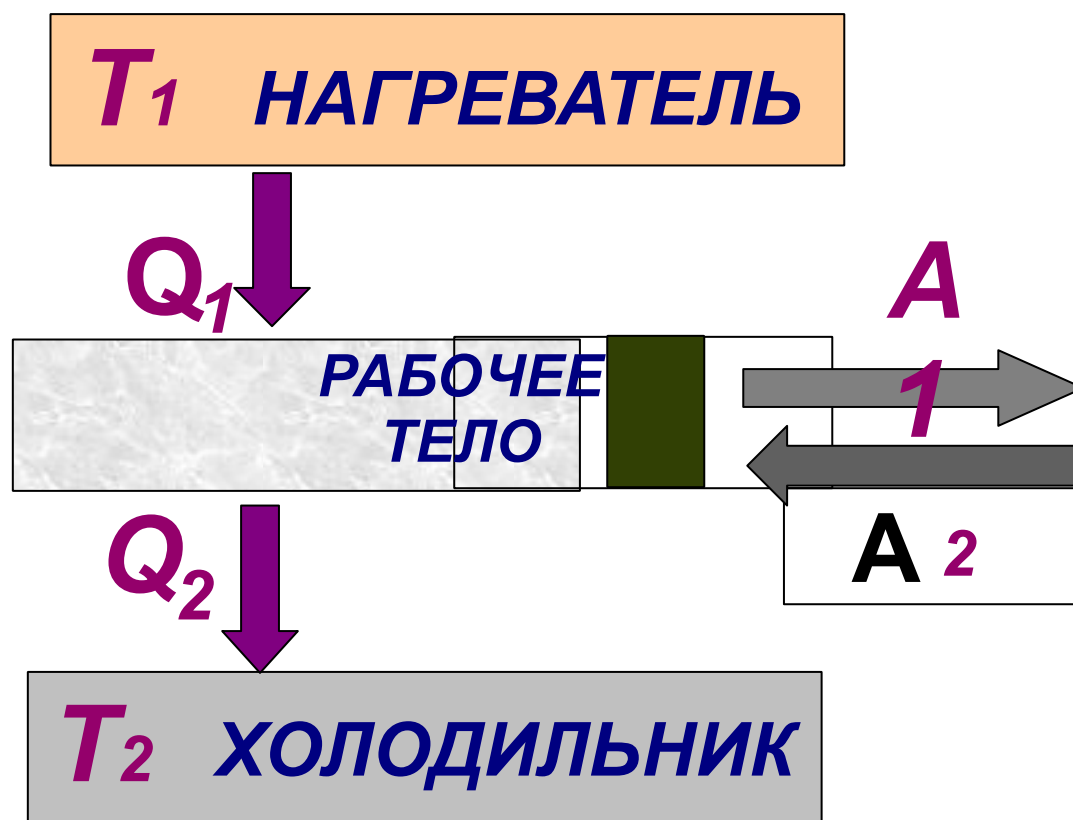 T1 НАГРЕВАТЕЛЬ
Q1
A
1
РАБОЧЕЕ
ТЕЛО
Q2
A 2
T2 ХОЛОДИЛЬНИК